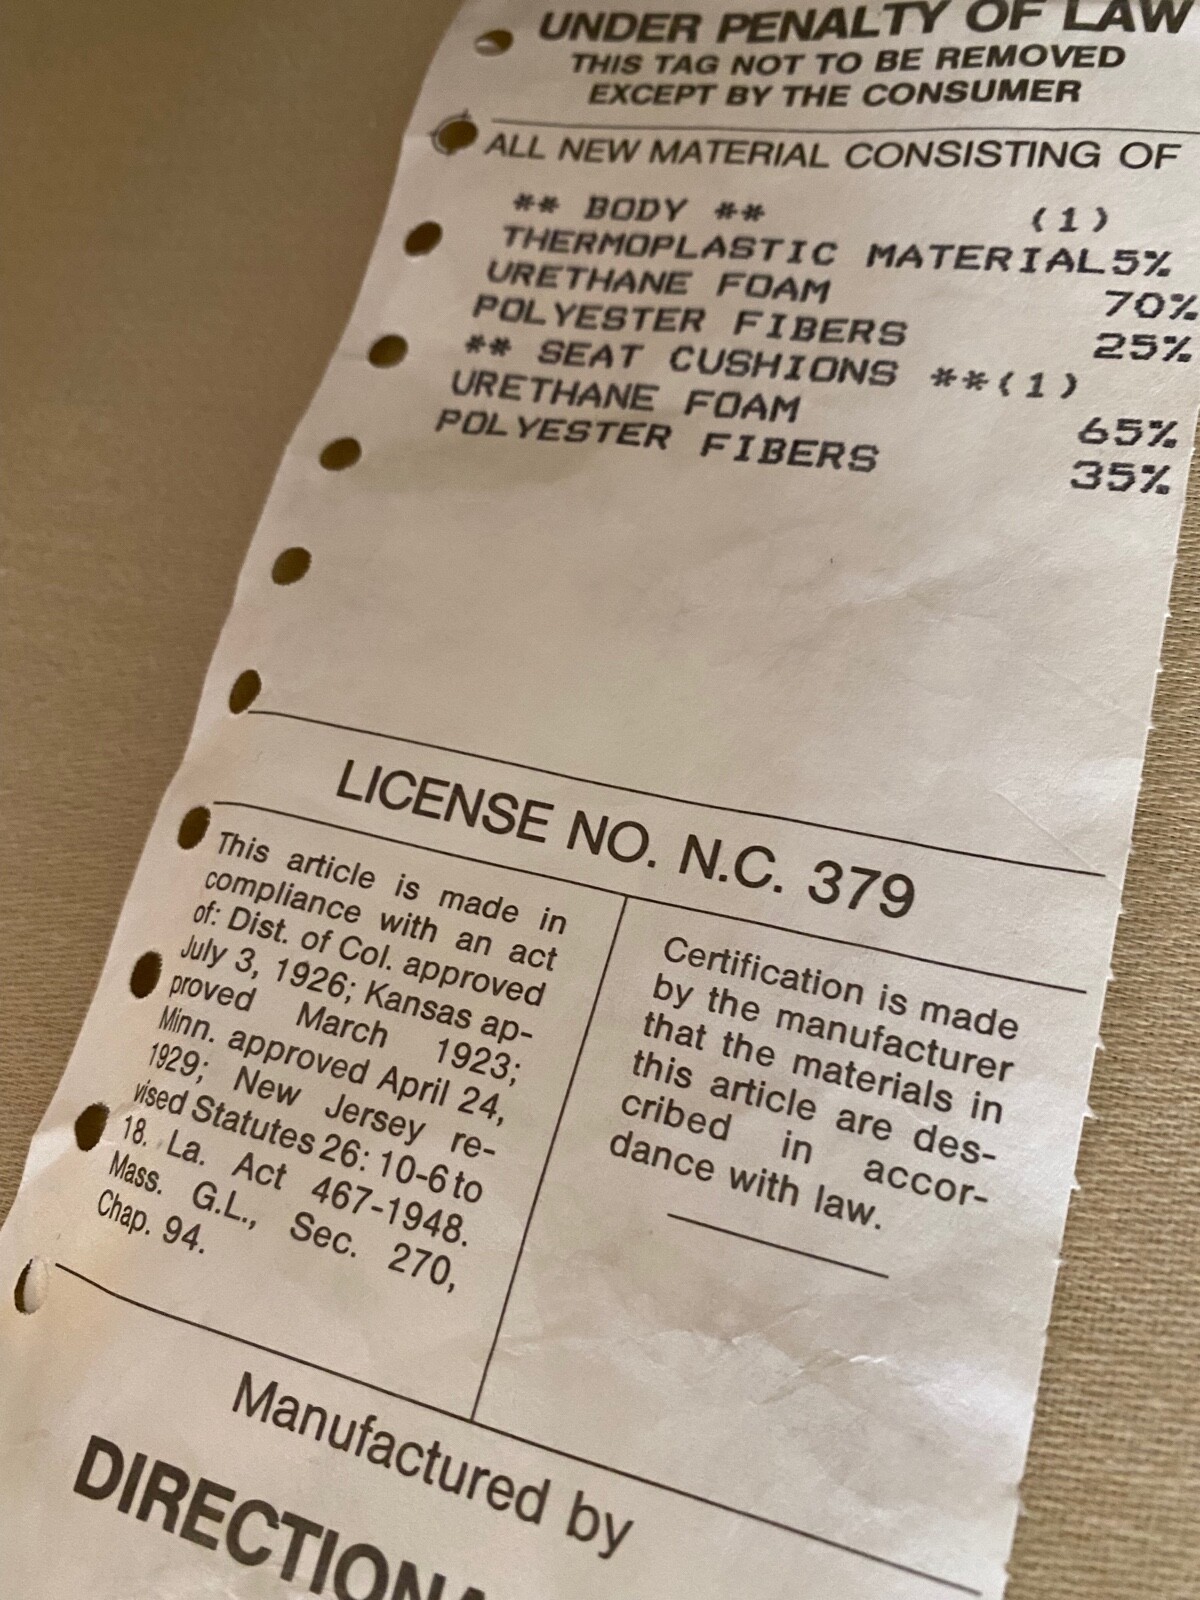 UNDER PENALTY OF LAW
THIS TAG NOT TO BE REMOVED
EXCEPT BY THE CONSUMER
ALL NEW MATERIAL CONSISTING OF
** BODY ** (1)
THERMOPLASTIC MATERIAL5%
URETHANE FOAM 70%
POLYESTER FIBERS 25%
** SEAT CUSHIONS **(1)
URETHANE FOAM 65%
POLYESTER FIBERS 35%
LICENSE NO. N.C. 379
This article is made in
compliance with an act
of: Dist. of Col. approved
July 3, 1926; Kansas ap-
proved March 1923;
Minn. approved April 24,
1929; New Jersey re-
vised Statutes 26: 10-6 to
18. La. Act 467-1948.
Mass. G.L., Sec. 270,
Chap. 94.
Certification is made
by the manufacturer
that the materials in
this article are des-
cribed in accor-
dance with law.
Manufactured by
DIRECTIONA